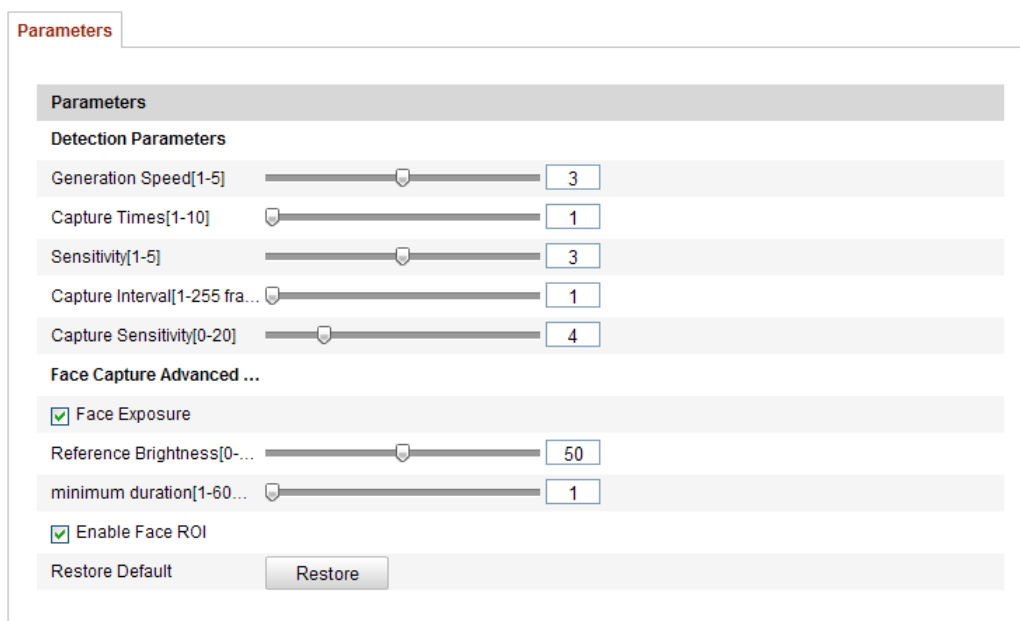 Parameters
Parameters
Detection Parameters
Generation Speed[1-5] 3
Capture Times[1-10] 1
Sensitivity[1-5] 3
Capture Interval[1-255 fra... 1
Capture Sensitivity[0-20] 4
Face Capture Advanced ...
Face Exposure
Reference Brightness[0-... 50
minimum duration[1-60... 1
Enable Face ROI
Restore Default Restore